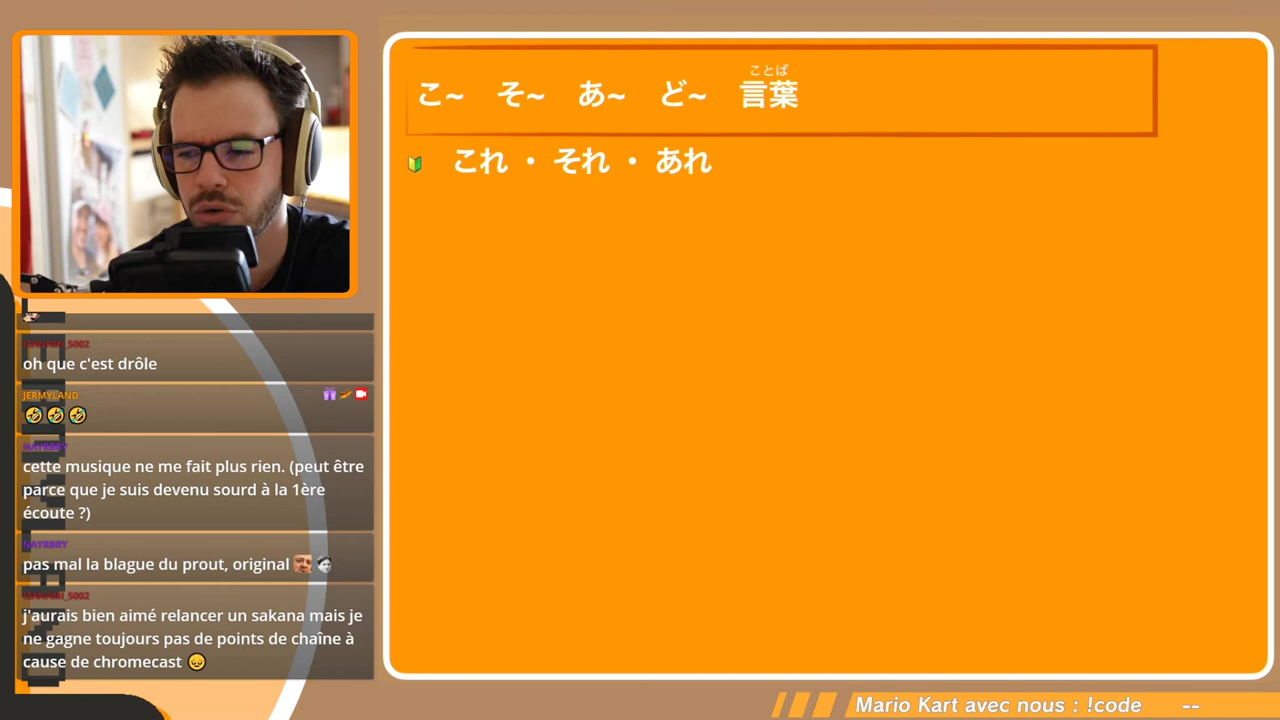 ことば
こ~ そ~ あ~ ど~ 言葉
これ ・ それ ・ あれ
oh que c'est drôle
JERMYLAND
🤣🤣🤣
NAYRBRY
cette musique ne me fait plus rien. (peut être
parce que je suis devenu sourd à la 1ère
écoute ?)
NAYRBRY
pas mal la blague du prout, original
j'aurais bien aimé relancer un sakana mais je
ne gagne toujours pas de points de chaîne à
cause de chromecast 😞
Mario Kart avec nous : !code --